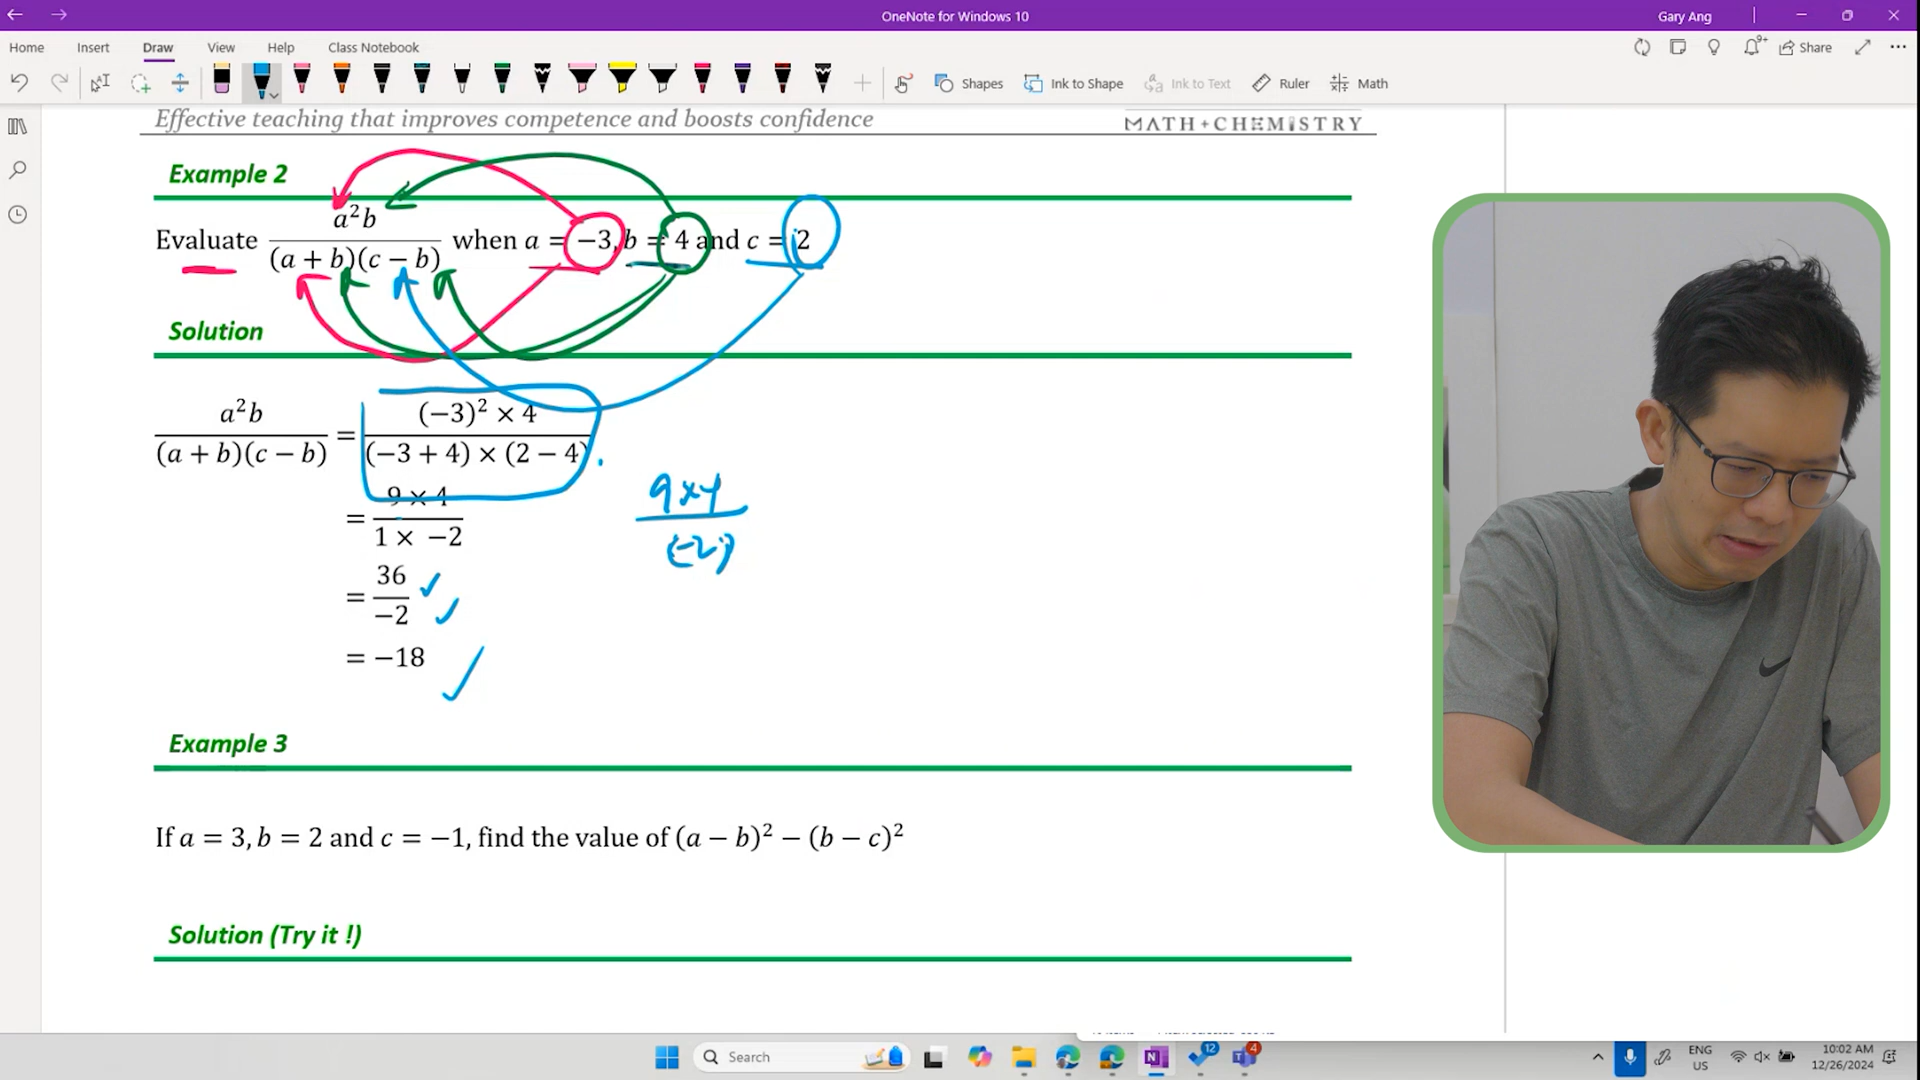 OneNote for Windows 10
Gary Ang
Home Insert Draw View Help Class Notebook
Share
Shapes Ink to Shape Ink to Text Ruler Math
Effective teaching that improves competence and boosts confidence
MATH+CHEMISTRY
Example 2
Evaluate a²b / (a + b)(c − b) when a = −3, b = 4 and c = 2
Solution
a²b / (a + b)(c − b) = (−3)² × 4 / (−3 + 4) × (2 − 4)
= 9 × 4 / 1 × −2
9×4 / (-2)
= 36 / −2
= −18
Example 3
If a = 3, b = 2 and c = −1, find the value of (a − b)² − (b − c)²
Solution (Try it !)
Search
12
4
ENG
US
10:02 AM
12/26/2024